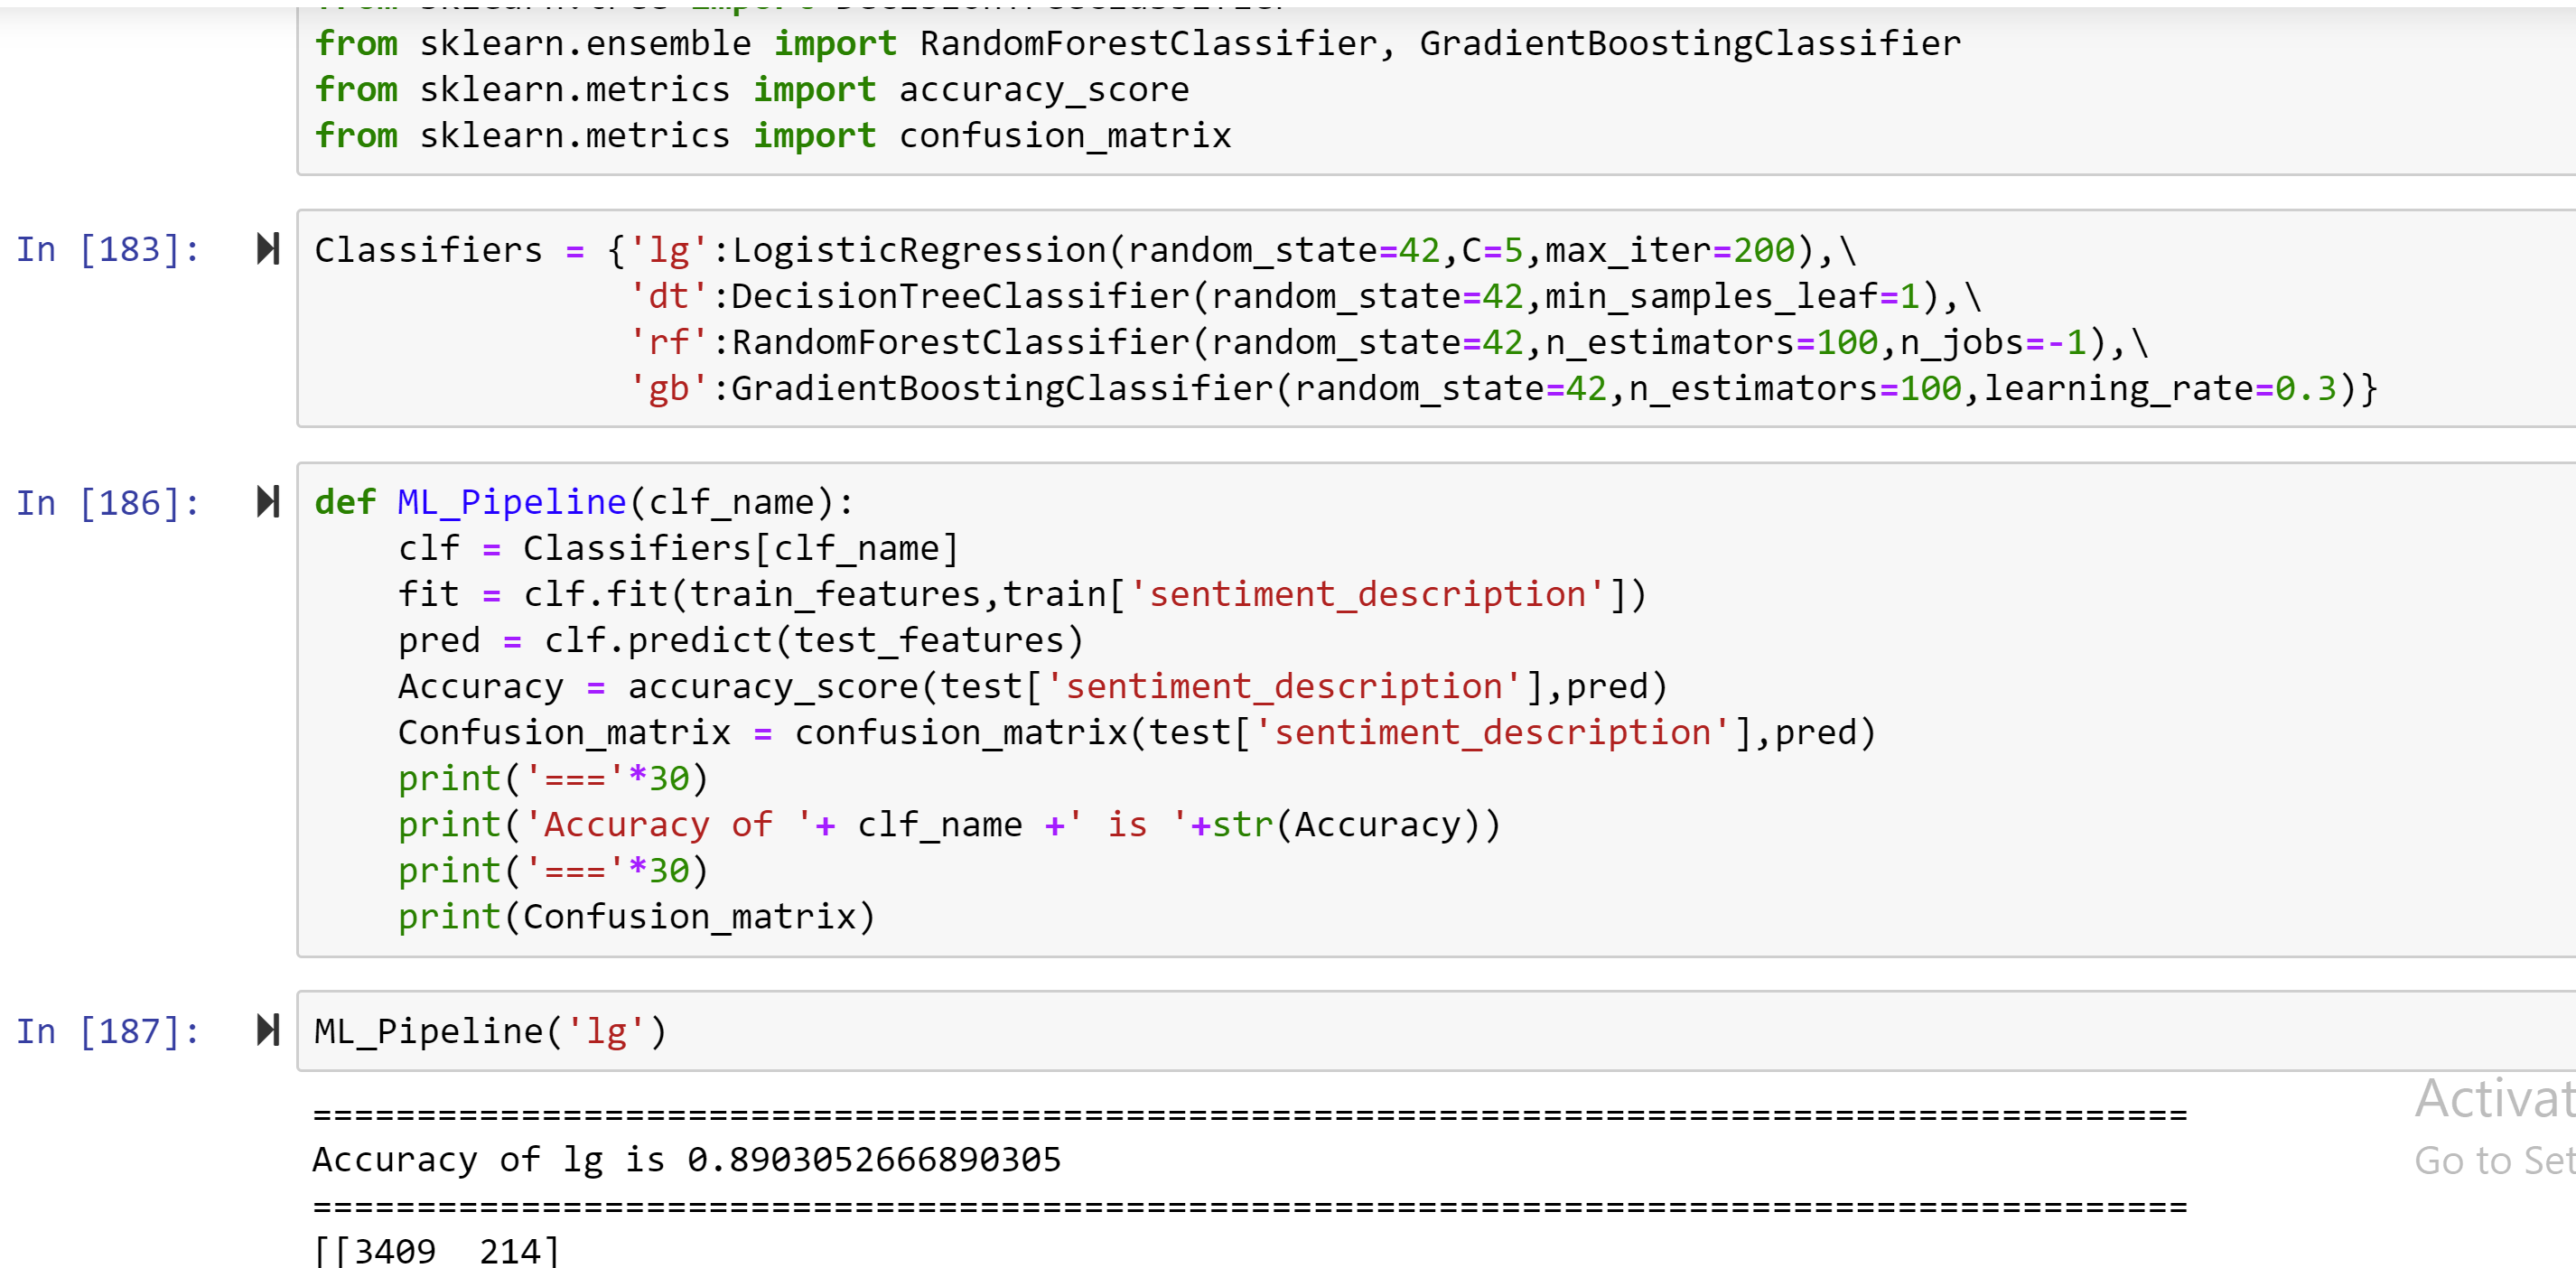 from sklearn.tree import DecisionTreeClassifier
from sklearn.ensemble import RandomForestClassifier, GradientBoostingClassifier
from sklearn.metrics import accuracy_score
from sklearn.metrics import confusion_matrix
In [183]:
Classifiers = {'lg':LogisticRegression(random_state=42,C=5,max_iter=200),\
'dt':DecisionTreeClassifier(random_state=42,min_samples_leaf=1),\
'rf':RandomForestClassifier(random_state=42,n_estimators=100,n_jobs=-1),\
'gb':GradientBoostingClassifier(random_state=42,n_estimators=100,learning_rate=0.3)}
In [186]:
def ML_Pipeline(clf_name):
clf = Classifiers[clf_name]
fit = clf.fit(train_features,train['sentiment_description'])
pred = clf.predict(test_features)
Accuracy = accuracy_score(test['sentiment_description'],pred)
Confusion_matrix = confusion_matrix(test['sentiment_description'],pred)
print('==='*30)
print('Accuracy of '+ clf_name +' is '+str(Accuracy))
print('==='*30)
print(Confusion_matrix)
In [187]:
ML_Pipeline('lg')
==========================================================================================
Accuracy of lg is 0.8903052666890305
==========================================================================================
[[3409  214]
Activat
Go to Set